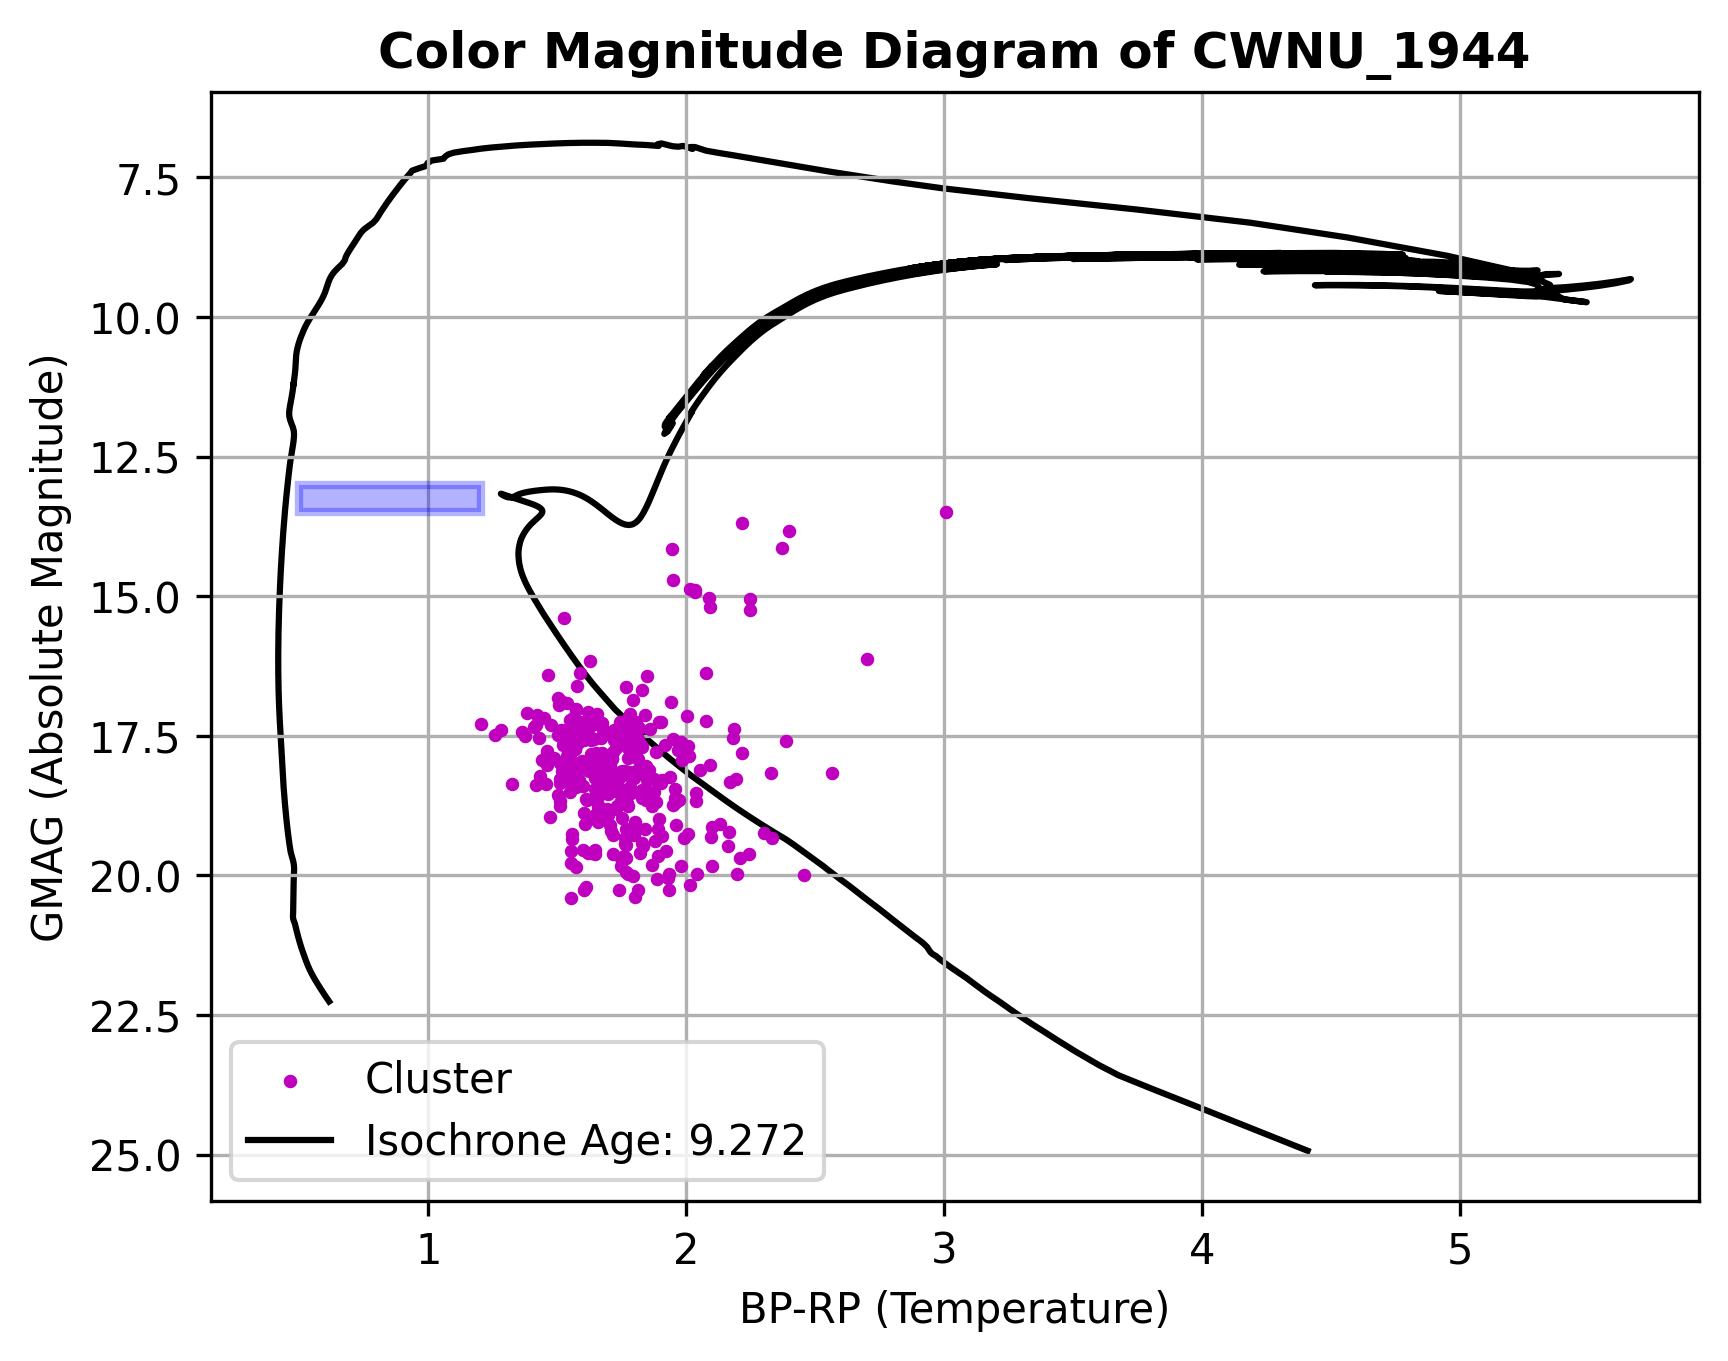 Color Magnitude Diagram of CWNU_1944
GMAG (Absolute Magnitude)
7.5
10.0
12.5
15.0
17.5
20.0
22.5
25.0
Cluster
Isochrone Age: 9.272
1 2 3 4 5
BP-RP (Temperature)